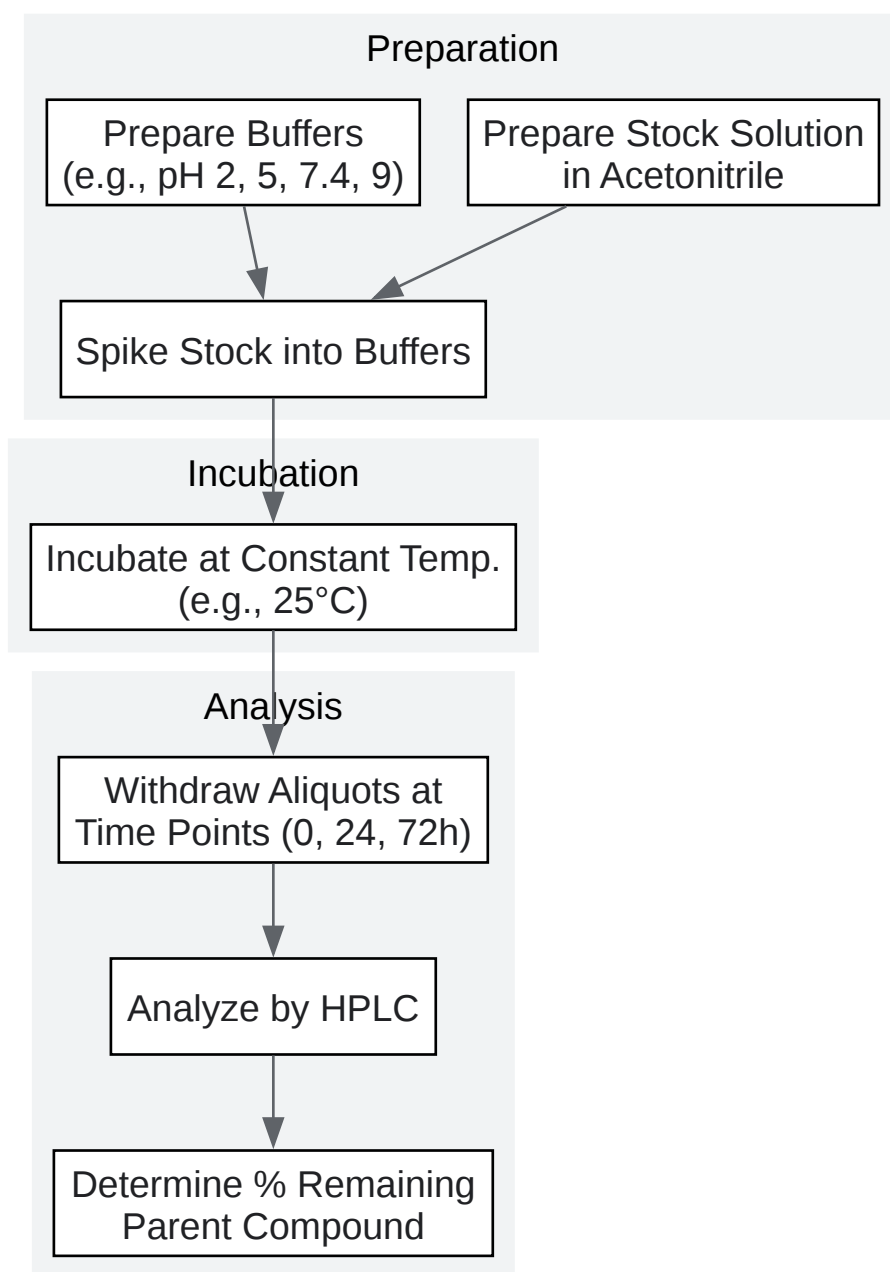 Preparation
Prepare Buffers
(e.g., pH 2, 5, 7.4, 9)
Prepare Stock Solution
in Acetonitrile
Spike Stock into Buffers
Incubation
Incubate at Constant Temp.
(e.g., 25°C)
Analysis
Withdraw Aliquots at
Time Points (0, 24, 72h)
Analyze by HPLC
Determine % Remaining
Parent Compound